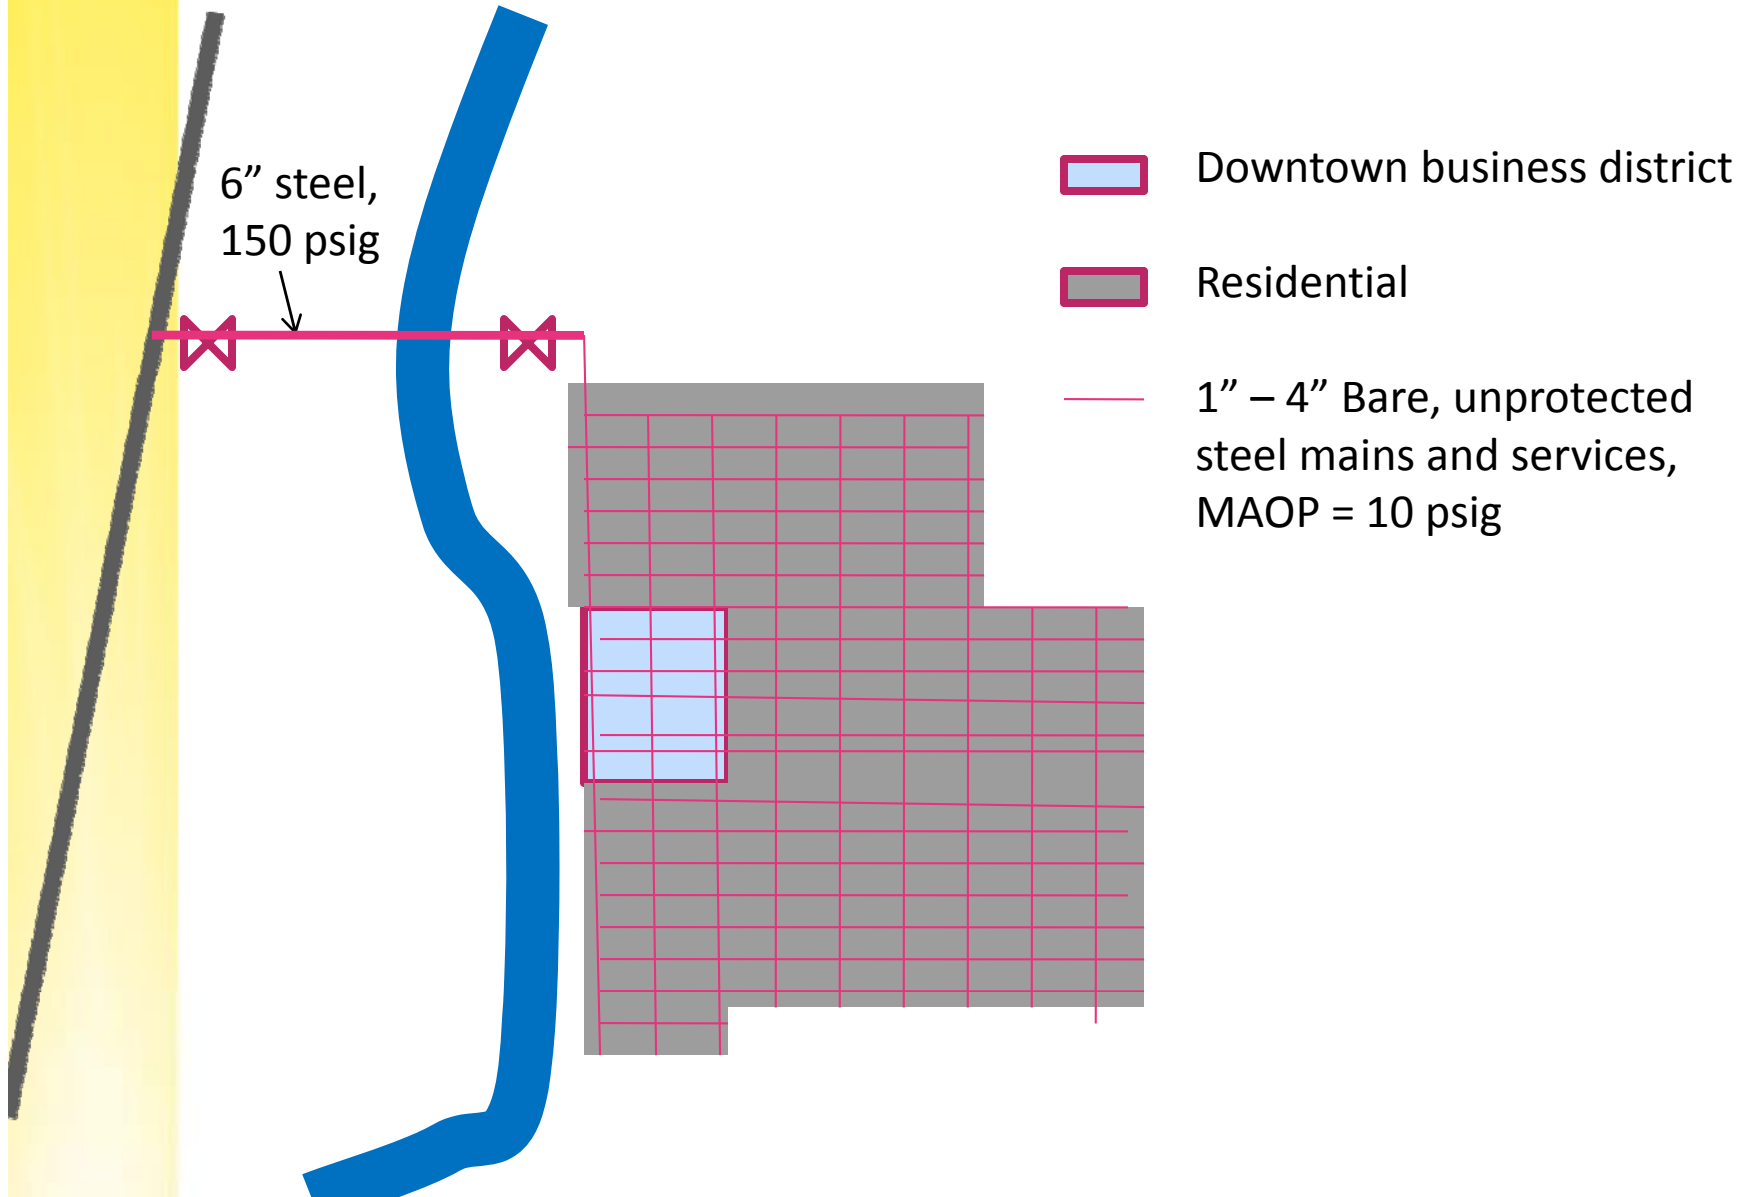 6” steel,
150 psig
Downtown business district
Residential
1” – 4” Bare, unprotected
steel mains and services,
MAOP = 10 psig